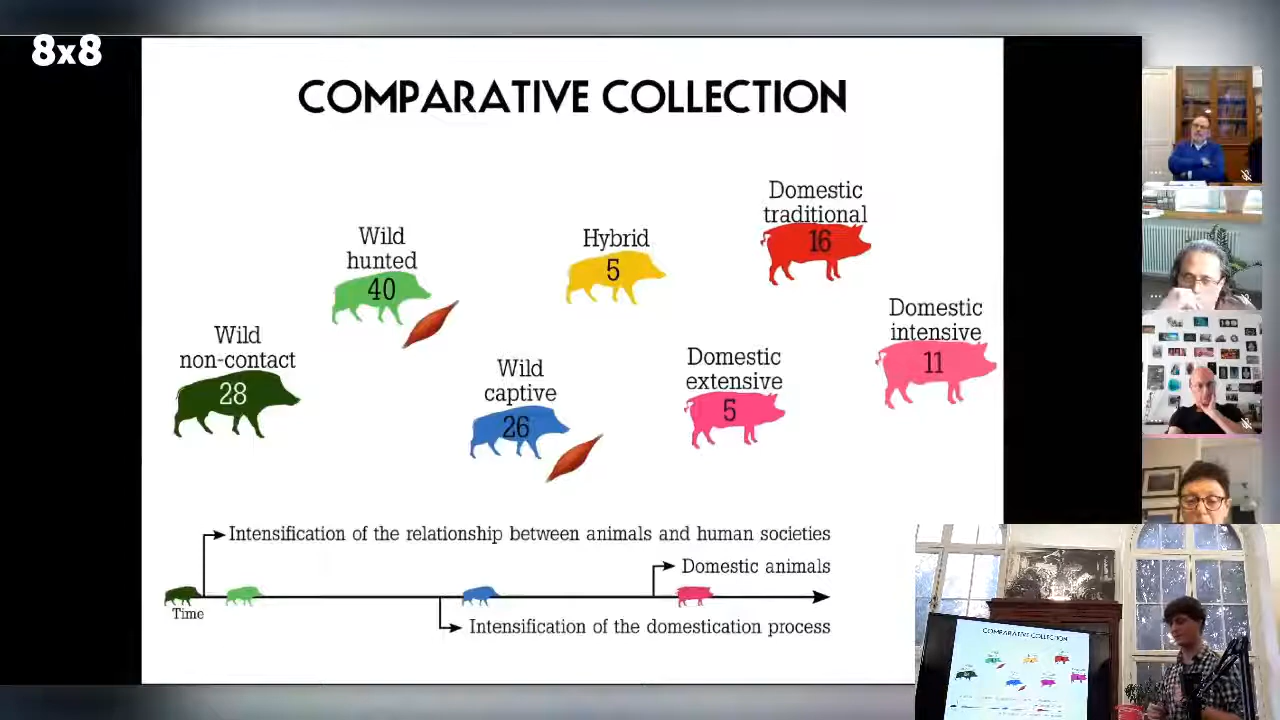 8x8
COMPARATIVE COLLECTION
Domestic
traditional
16
Wild
hunted
40
Hybrid
5
Domestic
intensive
11
Wild
non-contact
28
Wild
captive
26
Domestic
extensive
5
Intensification of the relationship between animals and human societies
Domestic animals
Time
Intensification of the domestication process
COMPARATIVE COLLECTION